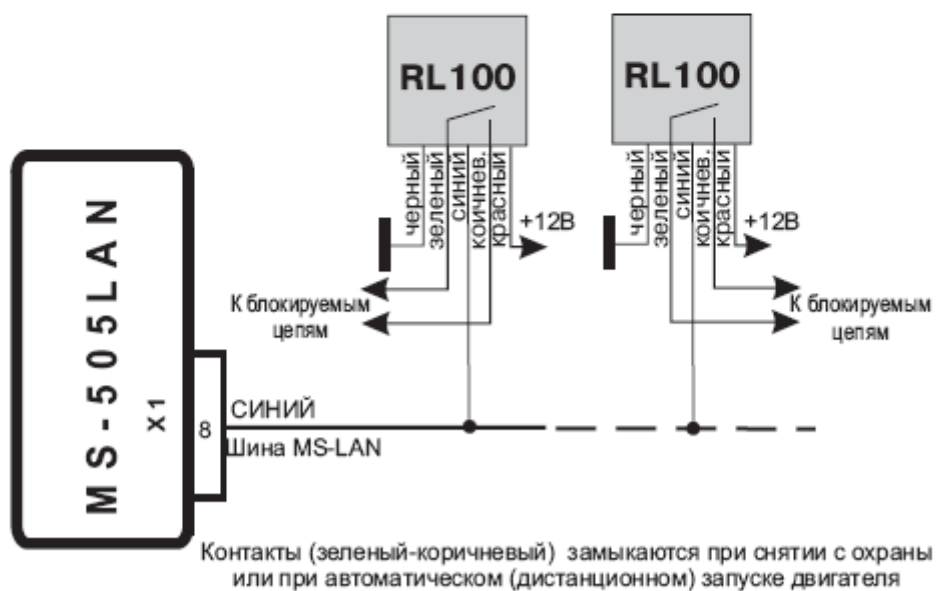 RL100
RL100
черный
зеленый
синий
коичнев.
красный
+12В
черный
зеленый
синий
коичнев.
красный
+12В
К блокируемым
цепям
К блокируемым
цепям
MS-505LAN
X1
8
СИНИЙ
Шина MS-LAN
Контакты (зеленый-коричневый) замыкаются при снятии с охраны
или при автоматическом (дистанционном) запуске двигателя